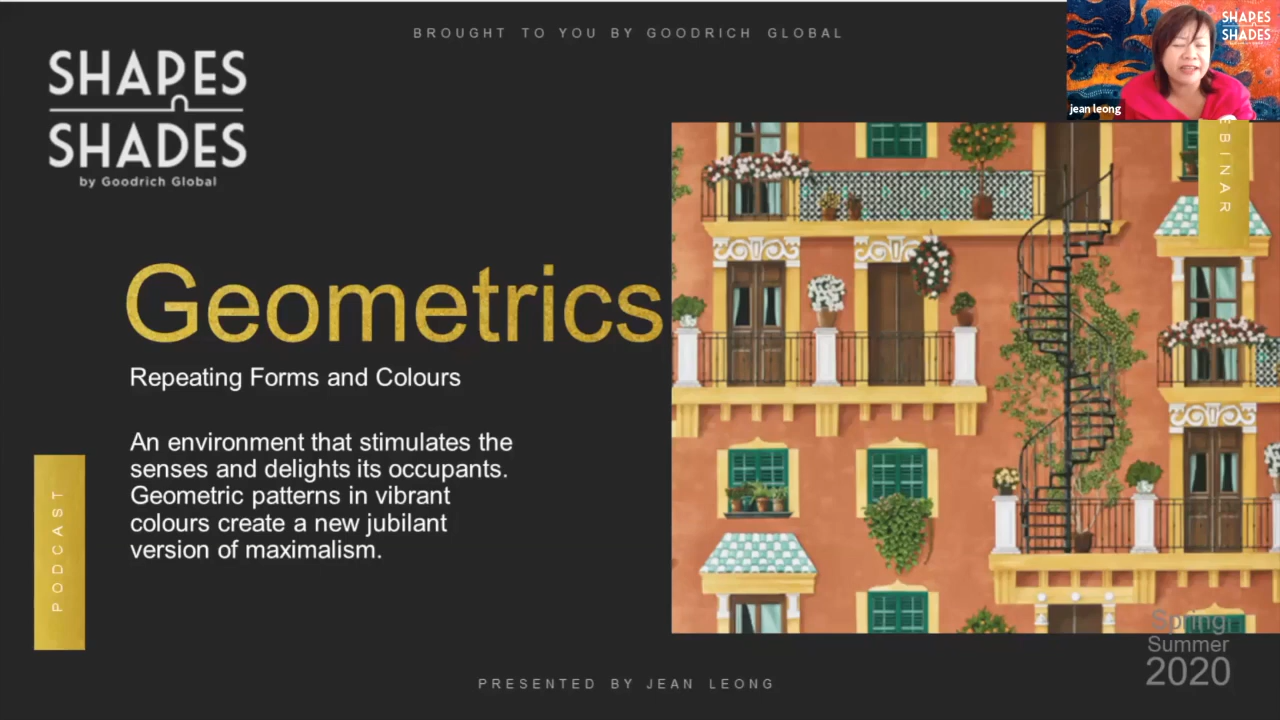 BROUGHT TO YOU BY GOODRICH GLOBAL
SHAPES
SHADES
by Goodrich Global
SHAPES
SHADES
jean leong
EBINAR
Geometrics
Repeating Forms and Colours
An environment that stimulates the
senses and delights its occupants.
Geometric patterns in vibrant
colours create a new jubilant
version of maximalism.
PODCAST
Spring
Summer
2020
PRESENTED BY JEAN LEONG